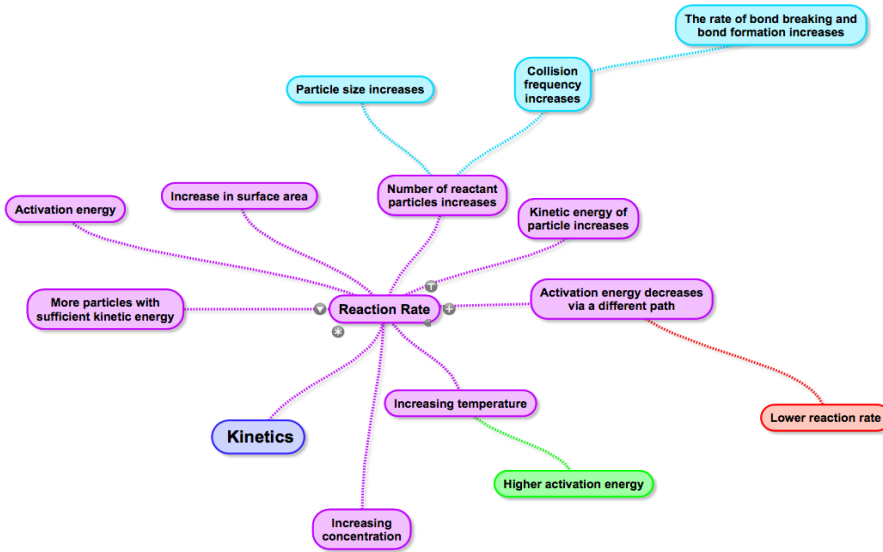 The rate of bond breaking and
bond formation increases
Collision
frequency
increases
Particle size increases
Number of reactant
particles increases
Increase in surface area
Activation energy
Kinetic energy of
particle increases
More particles with
sufficient kinetic energy
Reaction Rate
Activation energy decreases
via a different path
Increasing temperature
Lower reaction rate
Kinetics
Higher activation energy
Increasing
concentration